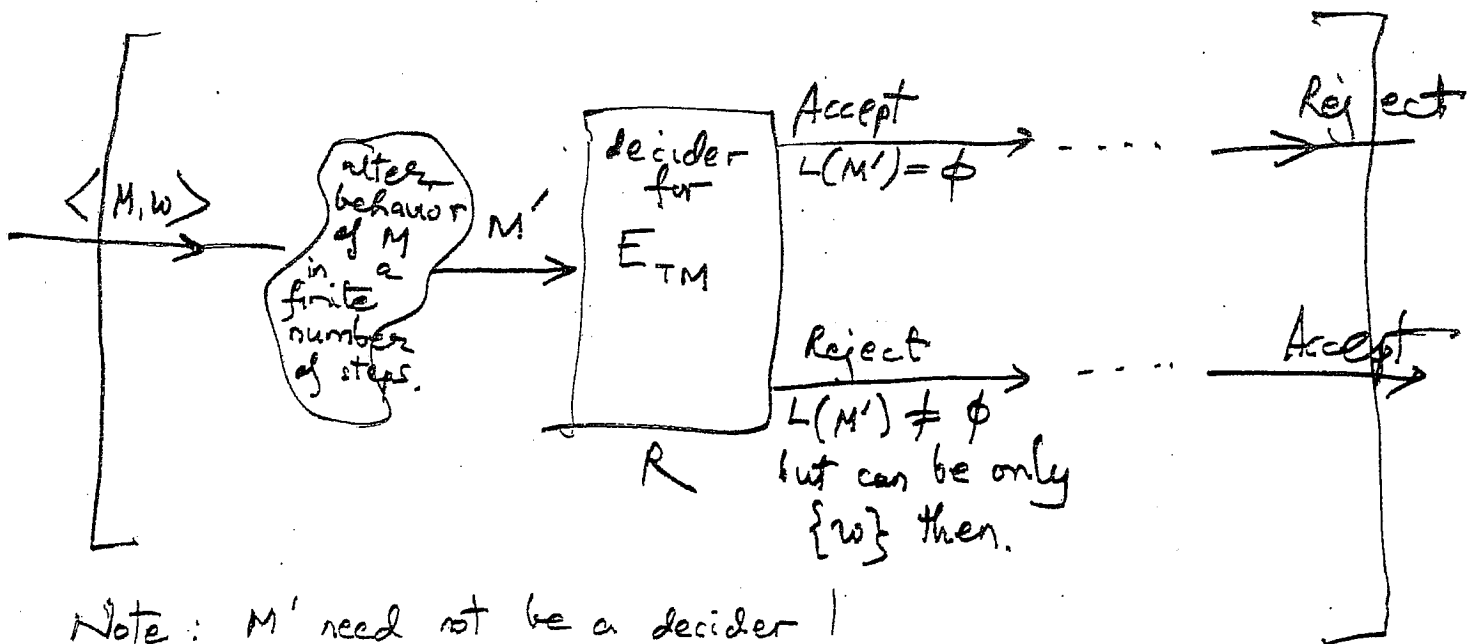 <M,w>
alter
behavior
of M
in a
finite
number
of steps.
M'
decider
for
E_TM
R
Accept
L(M') = ϕ
Reject
L(M') ≠ ϕ
but can be only
{w} then.
.... Reject
.... Accept
Note: M' need not be a decider !